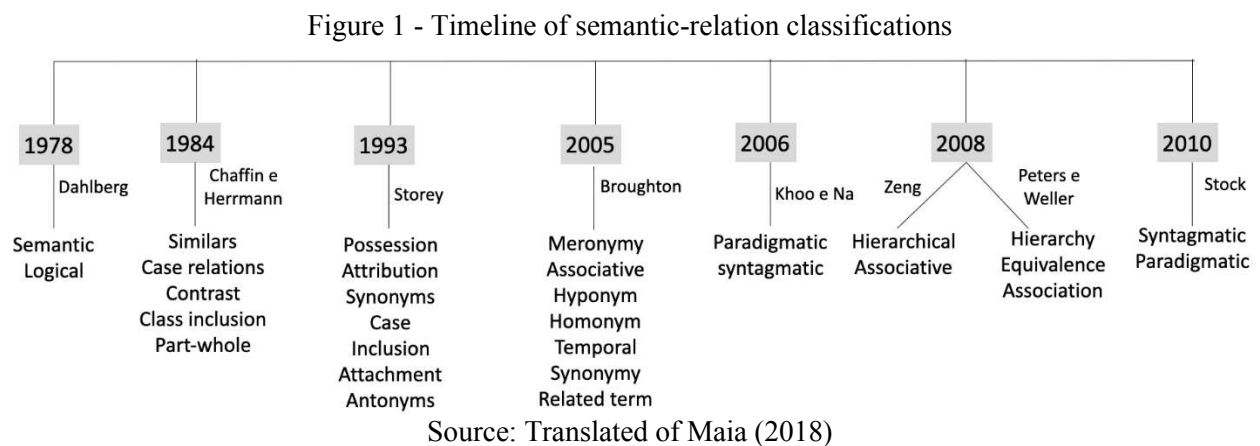 Figure 1 - Timeline of semantic-relation classifications
1978
Dahlberg
Semantic
Logical
1984
Chaffin e
Herrmann
Similars
Case relations
Contrast
Class inclusion
Part-whole
1993
Storey
Possession
Attribution
Synonyms
Case
Inclusion
Attachment
Antonyms
2005
Broughton
Meronymy
Associative
Hyponym
Homonym
Temporal
Synonymy
Related term
2006
Khoo e Na
Paradigmatic
syntagmatic
2008
Zeng
Hierarchical
Associative
Peters e
Weller
Hierarchy
Equivalence
Association
2010
Stock
Syntagmatic
Paradigmatic
Source: Translated of Maia (2018)